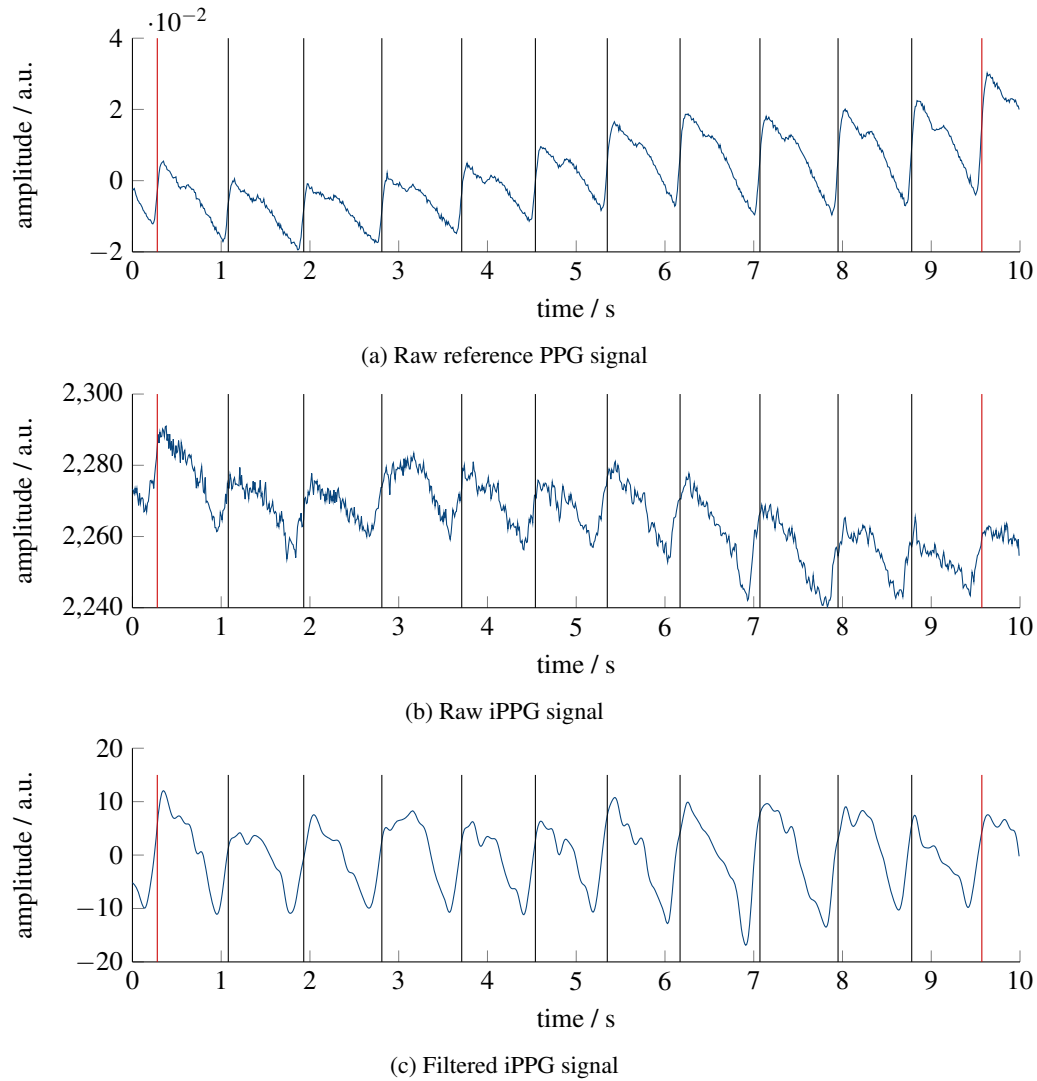 ·10−2
4
2
0
−2
amplitude / a.u.
0 1 2 3 4 5 6 7 8 9 10
time / s
(a) Raw reference PPG signal
2,300
2,280
2,260
2,240
amplitude / a.u.
0 1 2 3 4 5 6 7 8 9 10
time / s
(b) Raw iPPG signal
20
10
0
−10
−20
amplitude / a.u.
0 1 2 3 4 5 6 7 8 9 10
time / s
(c) Filtered iPPG signal